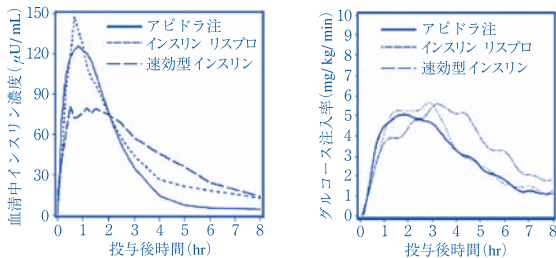 血清中インスリン濃度(μU/mL)
150
120
90
60
30
0
アピドラ注
インスリン リスプロ
速効型インスリン
0 1 2 3 4 5 6 7 8
投与後時間(hr)
グルコース注入率(mg/kg/min)
10
9
8
7
6
5
4
3
2
1
0
アピドラ注
インスリン リスプロ
速効型インスリン
0 1 2 3 4 5 6 7 8
投与後時間(hr)